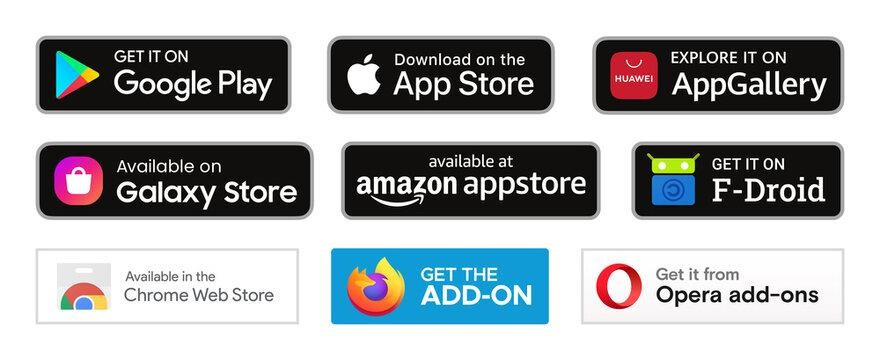 GET IT ON
Google Play
Download on the
App Store
HUAWEI
EXPLORE IT ON
AppGallery
Available on
Galaxy Store
available at
amazon appstore
GET IT ON
F-Droid
Available in the
Chrome Web Store
GET THE
ADD-ON
Get it from
Opera add-ons